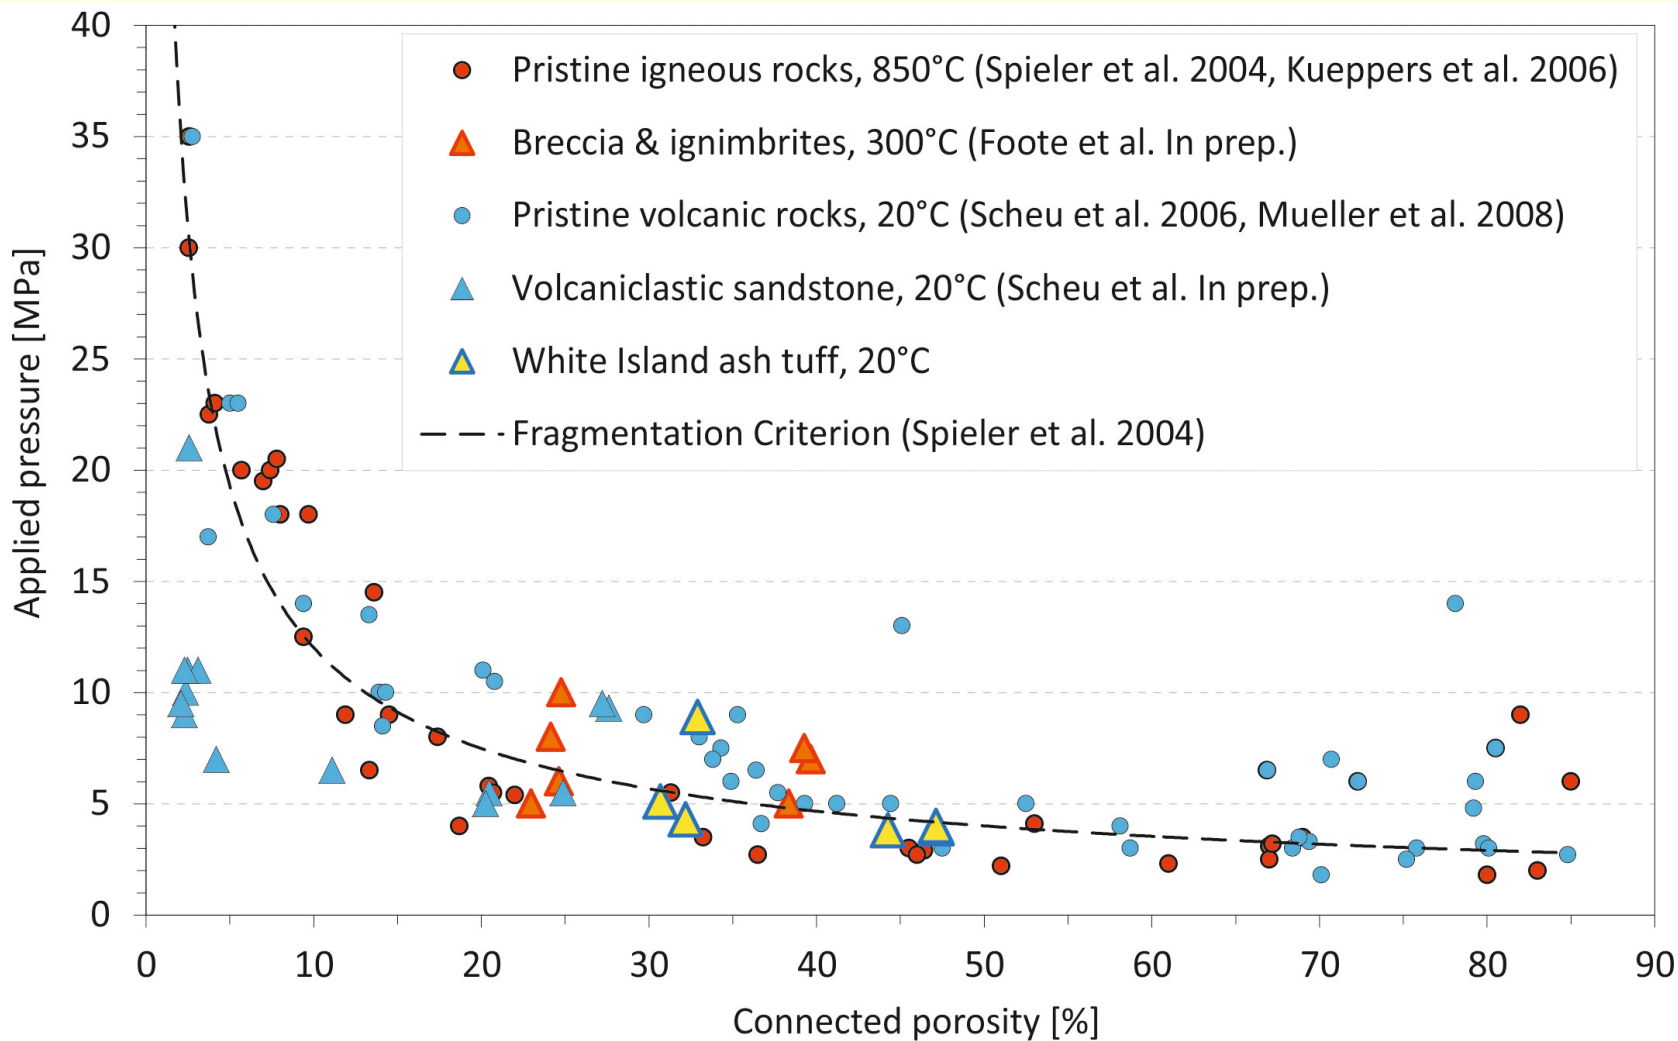 Applied pressure [MPa]
40
35
30
25
20
15
10
5
0
Pristine igneous rocks, 850°C (Spieler et al. 2004, Kueppers et al. 2006)
Breccia & ignimbrites, 300°C (Foote et al. In prep.)
Pristine volcanic rocks, 20°C (Scheu et al. 2006, Mueller et al. 2008)
Volcaniclastic sandstone, 20°C (Scheu et al. In prep.)
White Island ash tuff, 20°C
Fragmentation Criterion (Spieler et al. 2004)
0 10 20 30 40 50 60 70 80 90
Connected porosity [%]